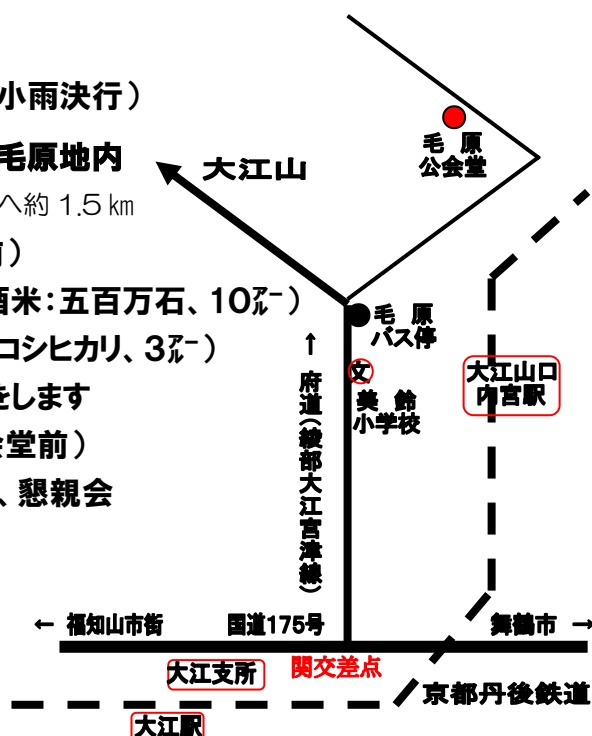 小雨決行）
毛原地内
へ約 1.5 ㎞
前）
酒米：五百万石、10㌃）
コシヒカリ、3㌃）
をします
会堂前）
、懇親会
大江山
毛 原
公会堂
毛 原
バス停
文
美 鈴
小学校
大江山口
内宮駅
↑
府道（綾部大江宮津線）
← 福知山市街
国道175号
舞鶴市 →
大江支所
関交差点
京都丹後鉄道
大江駅